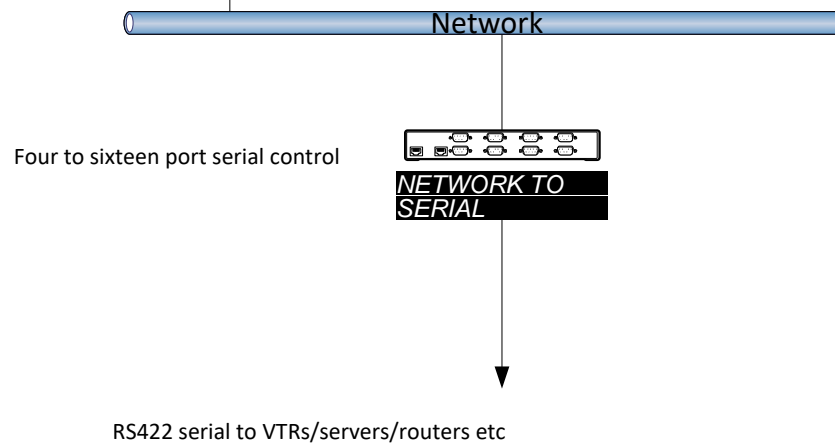 Network
Four to sixteen port serial control
NETWORK TO
SERIAL
RS422 serial to VTRs/servers/routers etc